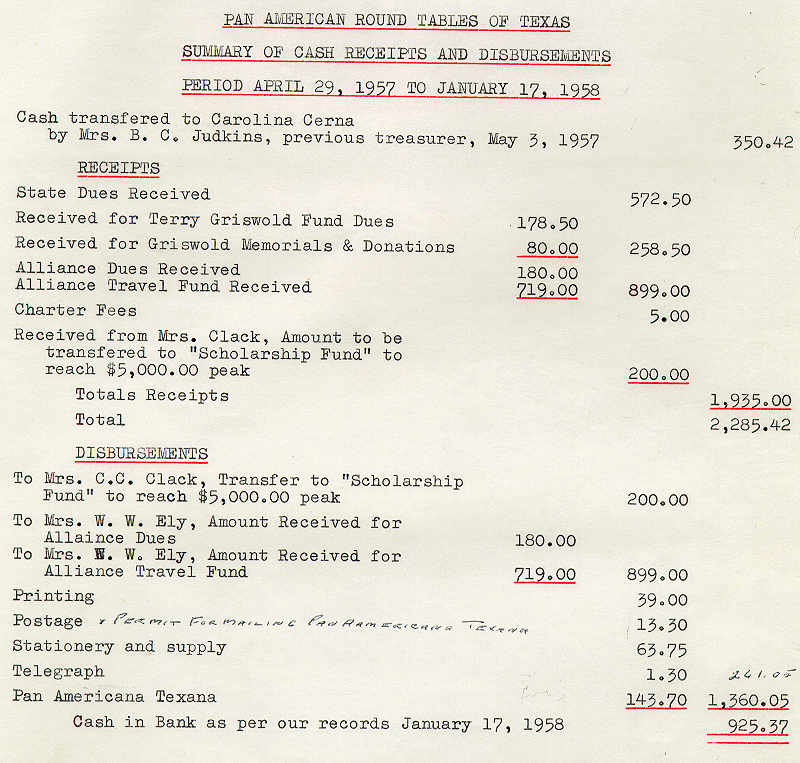 PAN AMERICAN ROUND TABLES OF TEXAS
SUMMARY OF CASH RECEIPTS AND DISBURSEMENTS
PERIOD APRIL 29, 1957 TO JANUARY 17, 1958
Cash transfered to Carolina Cerna
by Mrs. B. C. Judkins, previous treasurer, May 3, 1957 350.42
RECEIPTS
State Dues Received 572.50
Received for Terry Griswold Fund Dues 178.50
Received for Griswold Memorials & Donations 80.00 258.50
Alliance Dues Received 180.00
Alliance Travel Fund Received 719.00 899.00
Charter Fees 5.00
Received from Mrs. Clack, Amount to be
transfered to "Scholarship Fund" to
reach $5,000.00 peak 200.00
Totals Receipts 1,935.00
Total 2,285.42
DISBURSEMENTS
To Mrs. C.C. Clack, Transfer to "Scholarship
Fund" to reach $5,000.00 peak 200.00
To Mrs. W. W. Ely, Amount Received for
Allaince Dues 180.00
To Mrs. W. W. Ely, Amount Received for
Alliance Travel Fund 719.00 899.00
Printing 39.00
Postage & PERMIT FOR MAILING PAN AMERICANA TEXANA 13.30
Stationery and supply 63.75
Telegraph 1.30 261.05
Pan Americana Texana 143.70 1,360.05
Cash in Bank as per our records January 17, 1958 925.37